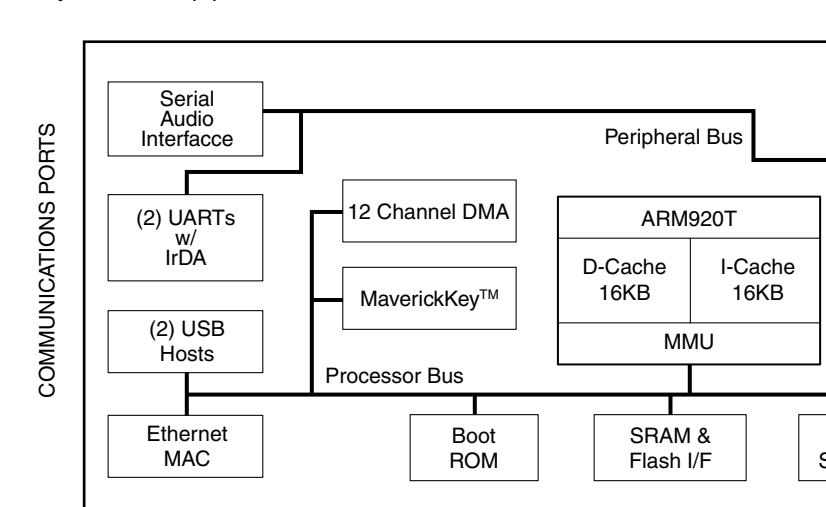 COMMUNICATIONS PORTS
Serial
Audio
Interfacce
Peripheral Bus
(2) UARTs
w/
IrDA
12 Channel DMA
ARM920T
D-Cache
16KB
I-Cache
16KB
MaverickKey™
MMU
(2) USB
Hosts
Processor Bus
Ethernet
MAC
Boot
ROM
SRAM &
Flash I/F